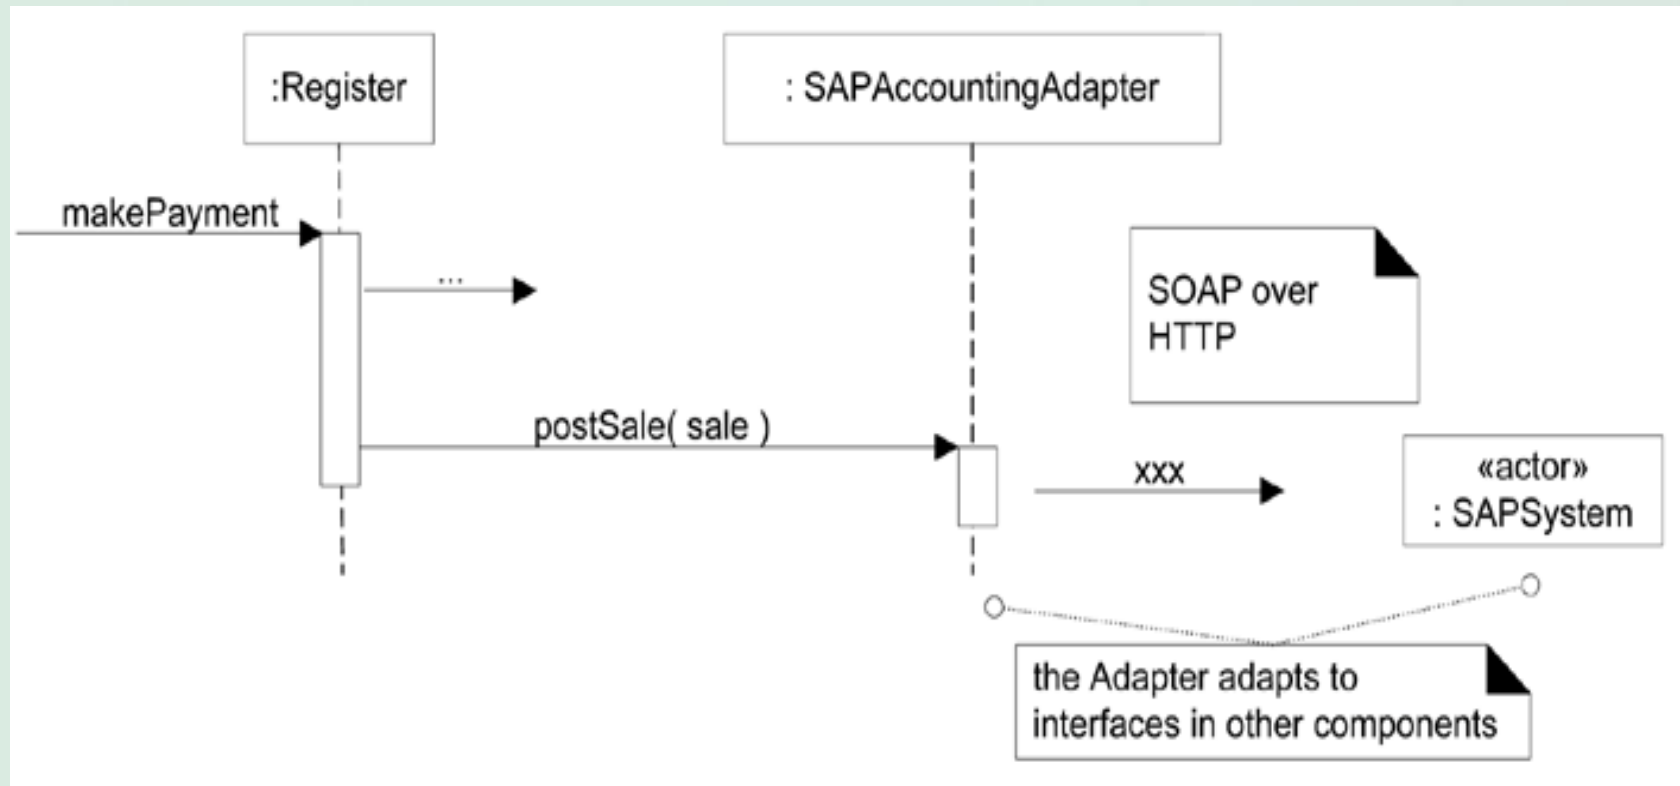 :Register
: SAPAccountingAdapter
makePayment
...
SOAP over
HTTP
postSale( sale )
xxx
«actor»
: SAPSystem
the Adapter adapts to
interfaces in other components